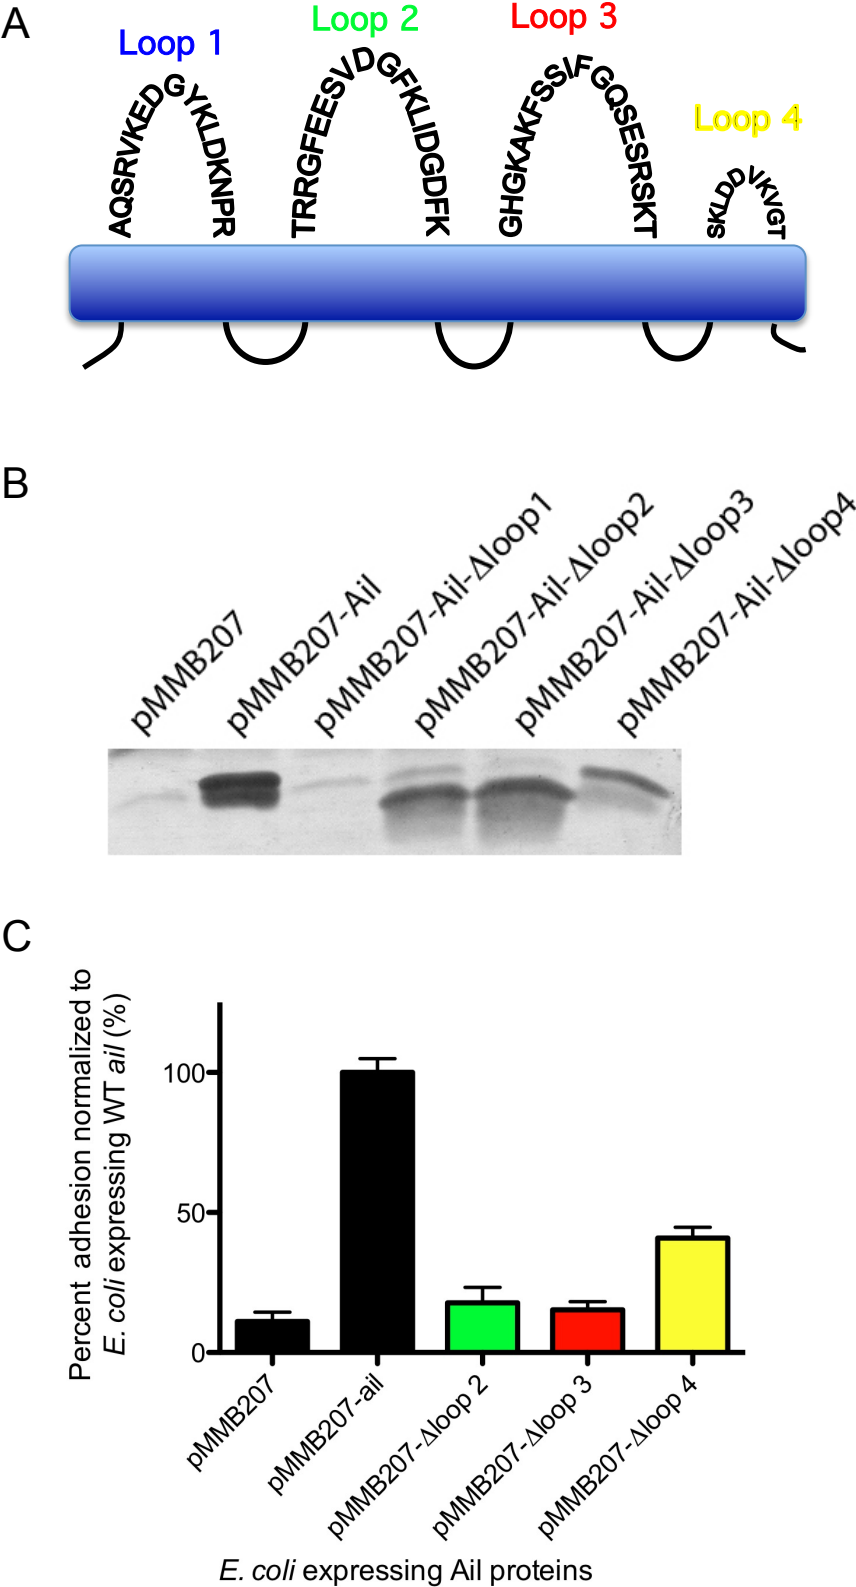 A
Loop 1
Loop 2
Loop 3
Loop 4
AQSRVKEDGYKLDKNPR
TRRGFEESVDGFKLIDGDFK
GHGKAKFSSIFGQSESRSKT
SKLDDVKVGT
B
pMMB207
pMMB207-Ail
pMMB207-Ail-Δloop1
pMMB207-Ail-Δloop2
pMMB207-Ail-Δloop3
pMMB207-Ail-Δloop4
C
Percent adhesion normalized to
E. coli expressing WT ail (%)
100
50
0
pMMB207
pMMB207-ail
pMMB207-Δloop 2
pMMB207-Δloop 3
pMMB207-Δloop 4
E. coli expressing Ail proteins